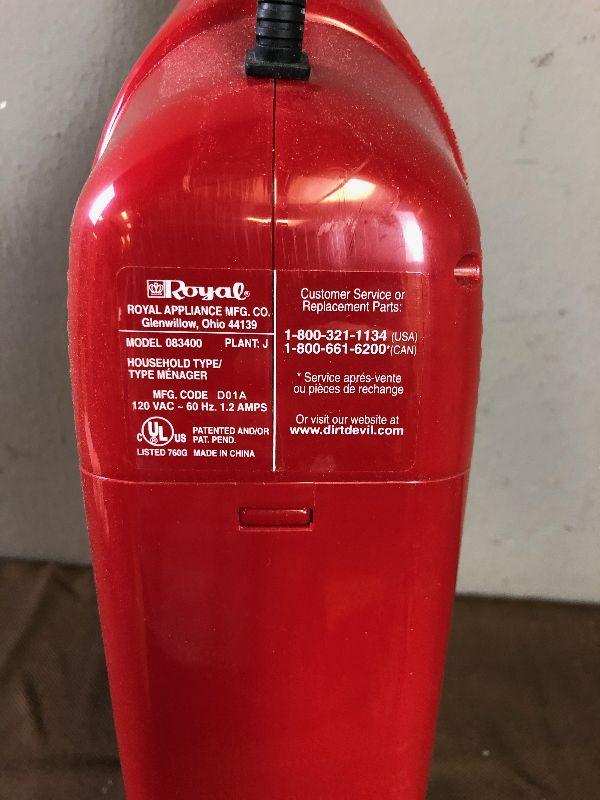 Royal®
ROYAL APPLIANCE MFG. CO.
Glenwillow, Ohio 44139
MODEL 083400 PLANT: J
HOUSEHOLD TYPE/
TYPE MÉNAGER
MFG. CODE D01A
120 VAC ~ 60 Hz. 1.2 AMPS
C UL US PATENTED AND/OR
PAT. PEND.
LISTED 760G MADE IN CHINA
Customer Service or
Replacement Parts:
1-800-321-1134 (USA)
1-800-661-6200*(CAN)
* Service aprés-vente
ou pièces de rechange
Or visit our website at
www.dirtdevil.com